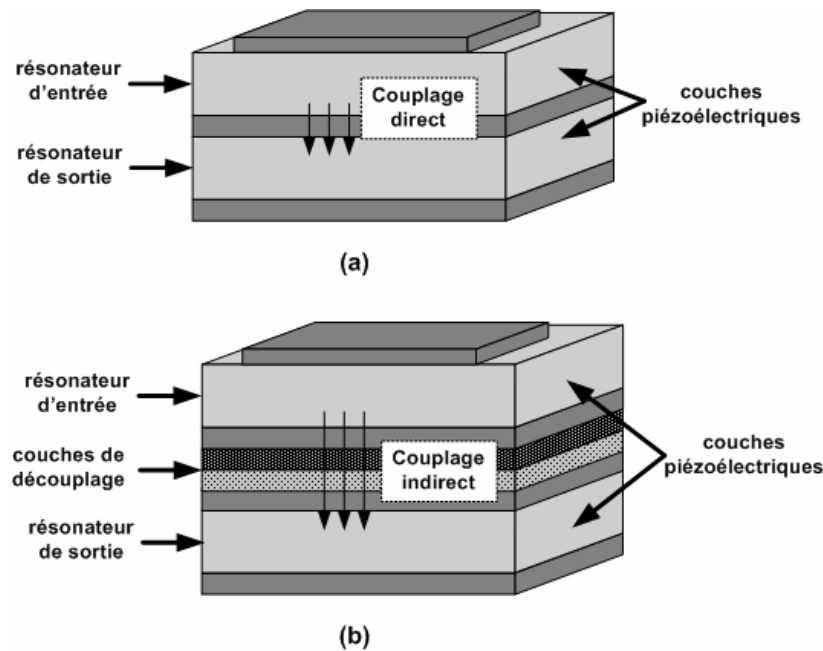 résonateur
d'entrée
Couplage
direct
couches
piézoélectriques
résonateur
de sortie
(a)
résonateur
d'entrée
couches de
découplage
Couplage
indirect
couches
piézoélectriques
résonateur
de sortie
(b)